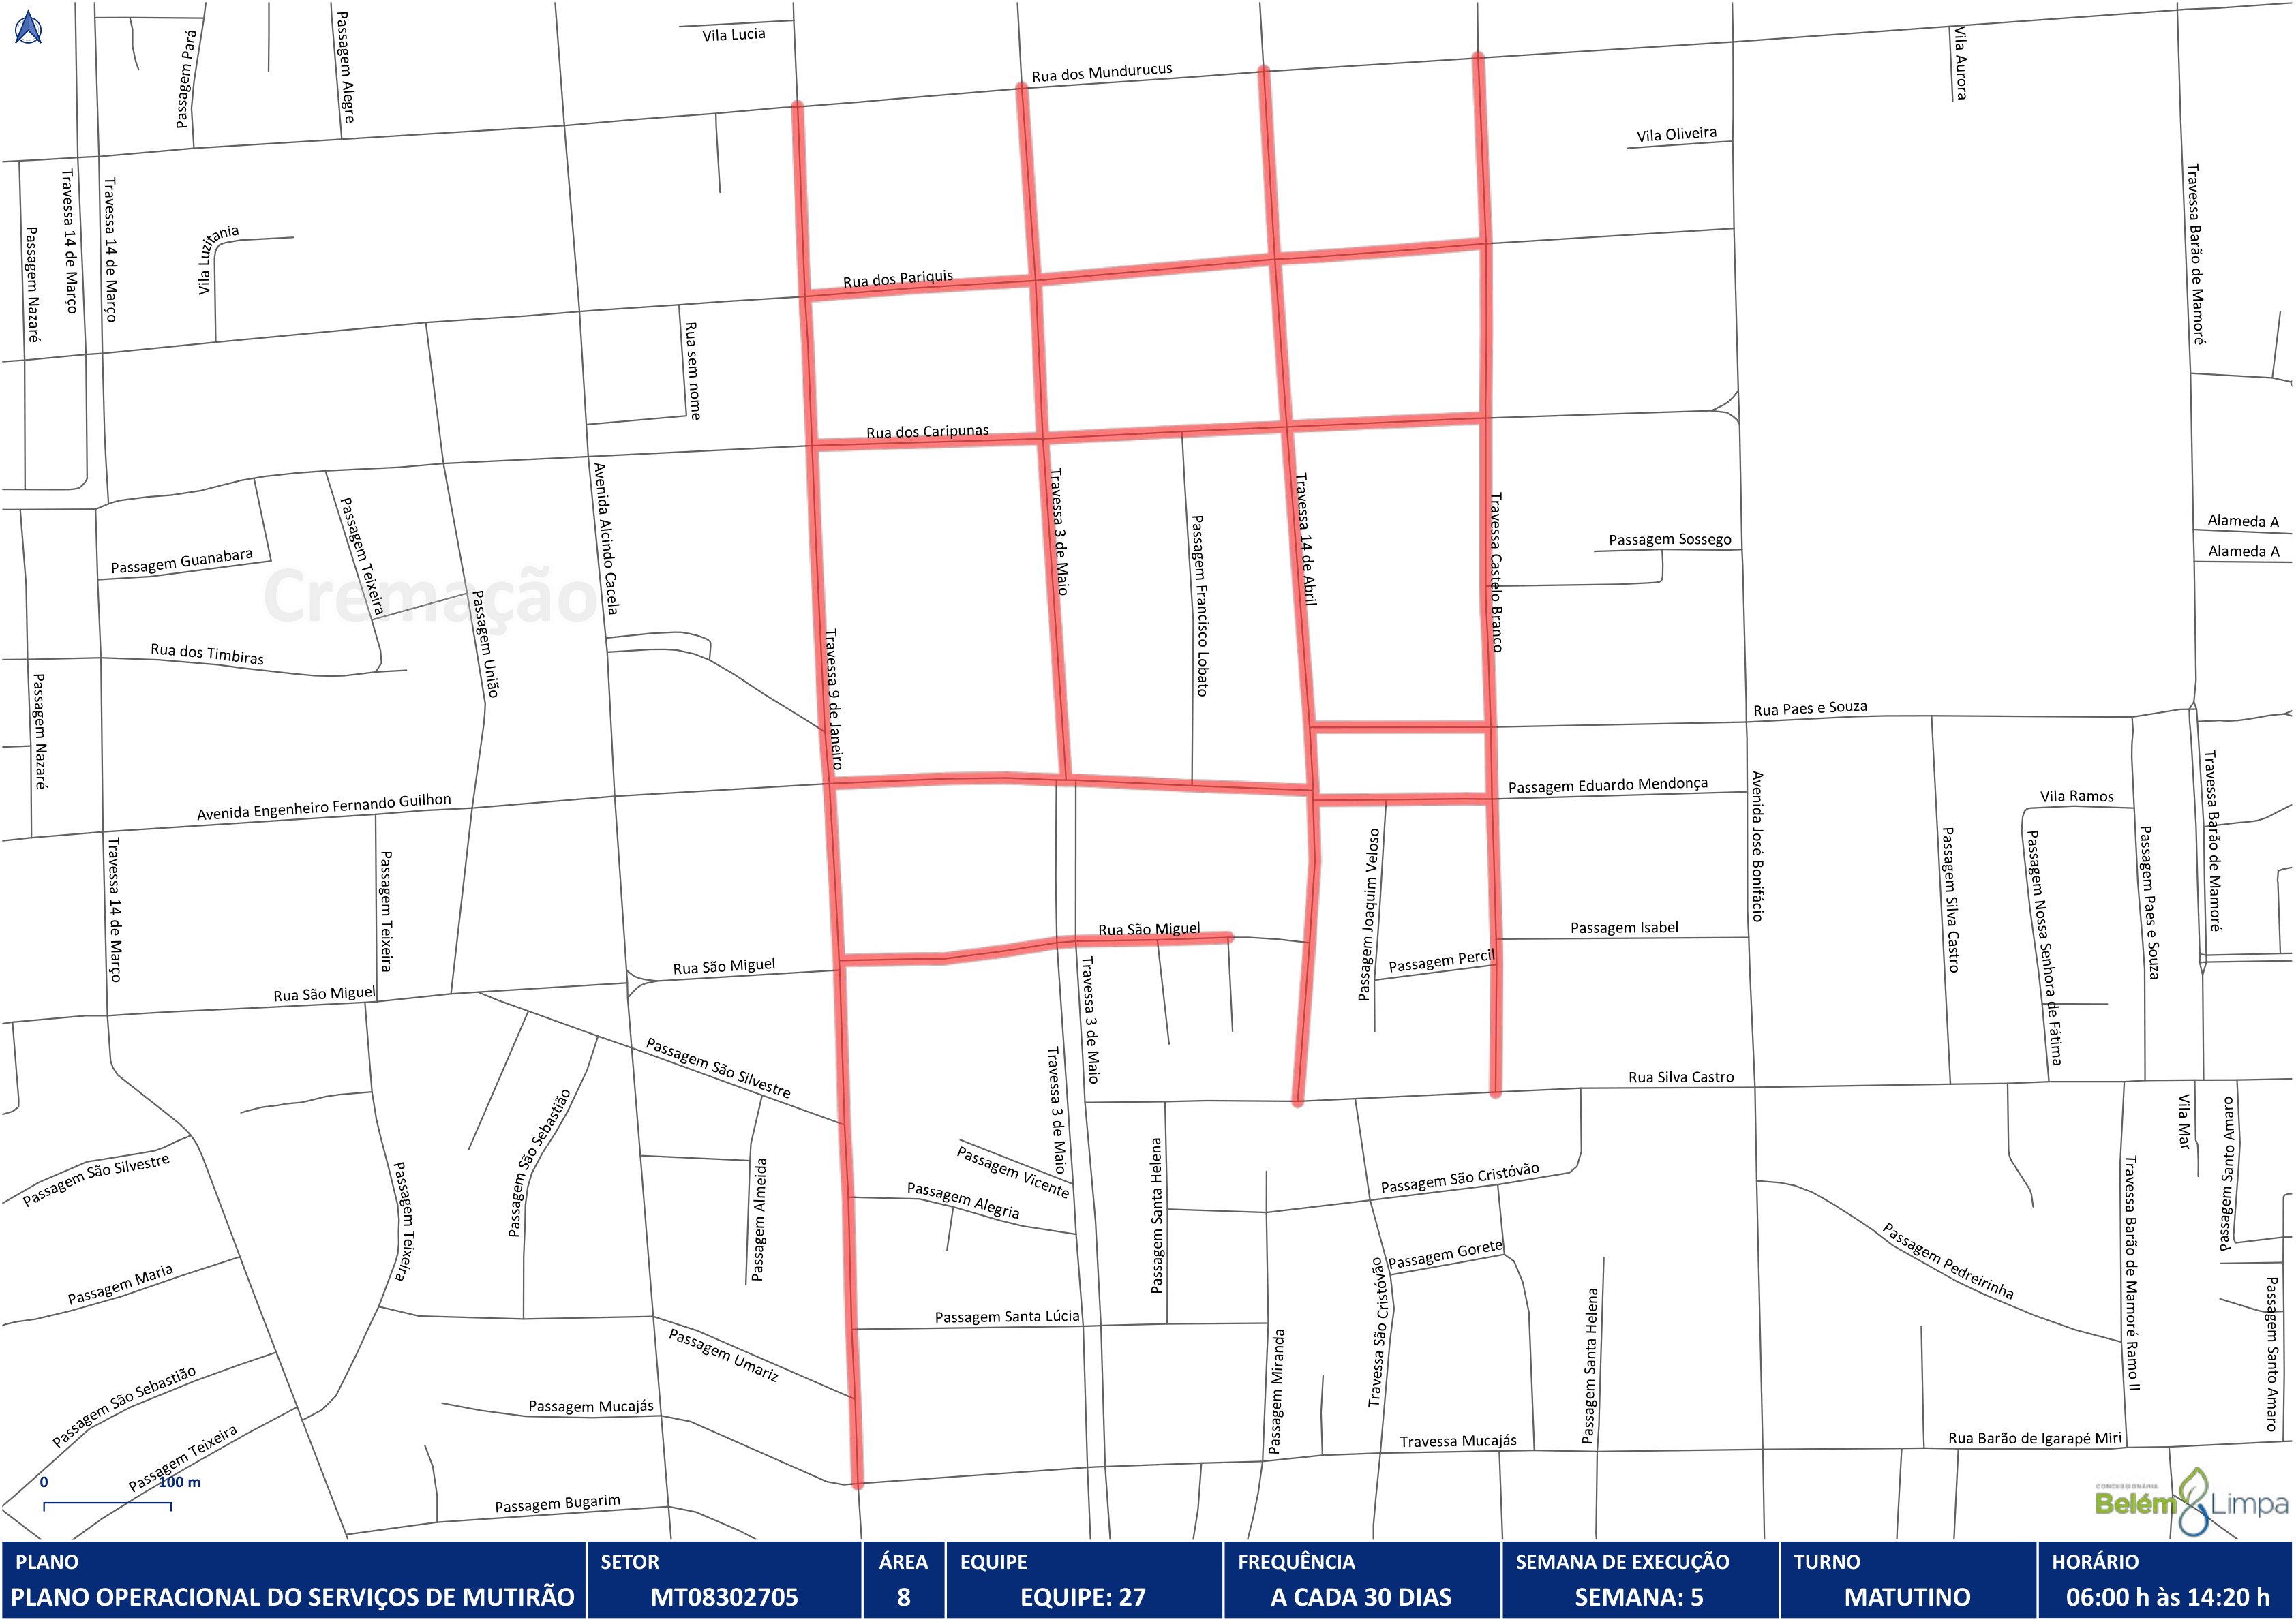 Vila Lucia
Passagem Pará
Passagem Alegre
Rua dos Mundurucus
Vila Aurora
Vila Oliveira
Travessa 14 de Março
Travessa 14 de Março
Passagem Nazaré
Vila Luzitania
Travessa Barão de Mamoré
Rua dos Pariquis
Rua sem nome
Rua dos Caripunas
Avenida Alcindo Cacela
Travessa 3 de Maio
Passagem Francisco Lobato
Travessa 14 de Abril
Travessa Castelo Branco
Passagem Sossego
Alameda A
Alameda A
Passagem Guanabara
Passagem Teixeira
Cremação
Passagem União
Rua dos Timbiras
Passagem Nazaré
Travessa 9 de Janeiro
Rua Paes e Souza
Avenida Engenheiro Fernando Guilhon
Passagem Eduardo Mendonça
Avenida José Bonifácio
Vila Ramos
Travessa Barão de Mamoré
Travessa 14 de Março
Passagem Teixeira
Passagem Joaquim Veloso
Passagem Silva Castro
Passagem Nossa Senhora de Fátima
Passagem Paes e Souza
Rua São Miguel
Passagem Isabel
Passagem Percil
Rua São Miguel
Rua São Miguel
Travessa 3 de Maio
Travessa 3 de Maio
Passagem São Silvestre
Rua Silva Castro
Passagem São Sebastião
Vila Mar
Passagem Santo Amaro
Passagem São Silvestre
Passagem Teixeira
Passagem Almeida
Passagem Vicente
Passagem Alegria
Passagem Santa Helena
Passagem São Cristóvão
Passagem Gorete
Travessa São Cristóvão
Travessa Barão de Mamoré Ramo II
Passagem Pedreirinha
Passagem Maria
Passagem Santa Lúcia
Passagem Umariz
Passagem Miranda
Passagem Santa Helena
Passagem Santo Amaro
Passagem São Sebastião
Passagem Mucajás
Travessa Mucajás
Rua Barão de Igarapé Miri
Passagem Teixeira
Passagem Bugarim
0 100 m
CONCESSIONÁRIA
Belém Limpa
PLANO
PLANO OPERACIONAL DO SERVIÇOS DE MUTIRÃO
SETOR
MT08302705
ÁREA
8
EQUIPE
EQUIPE: 27
FREQUÊNCIA
A CADA 30 DIAS
SEMANA DE EXECUÇÃO
SEMANA: 5
TURNO
MATUTINO
HORÁRIO
06:00 h às 14:20 h